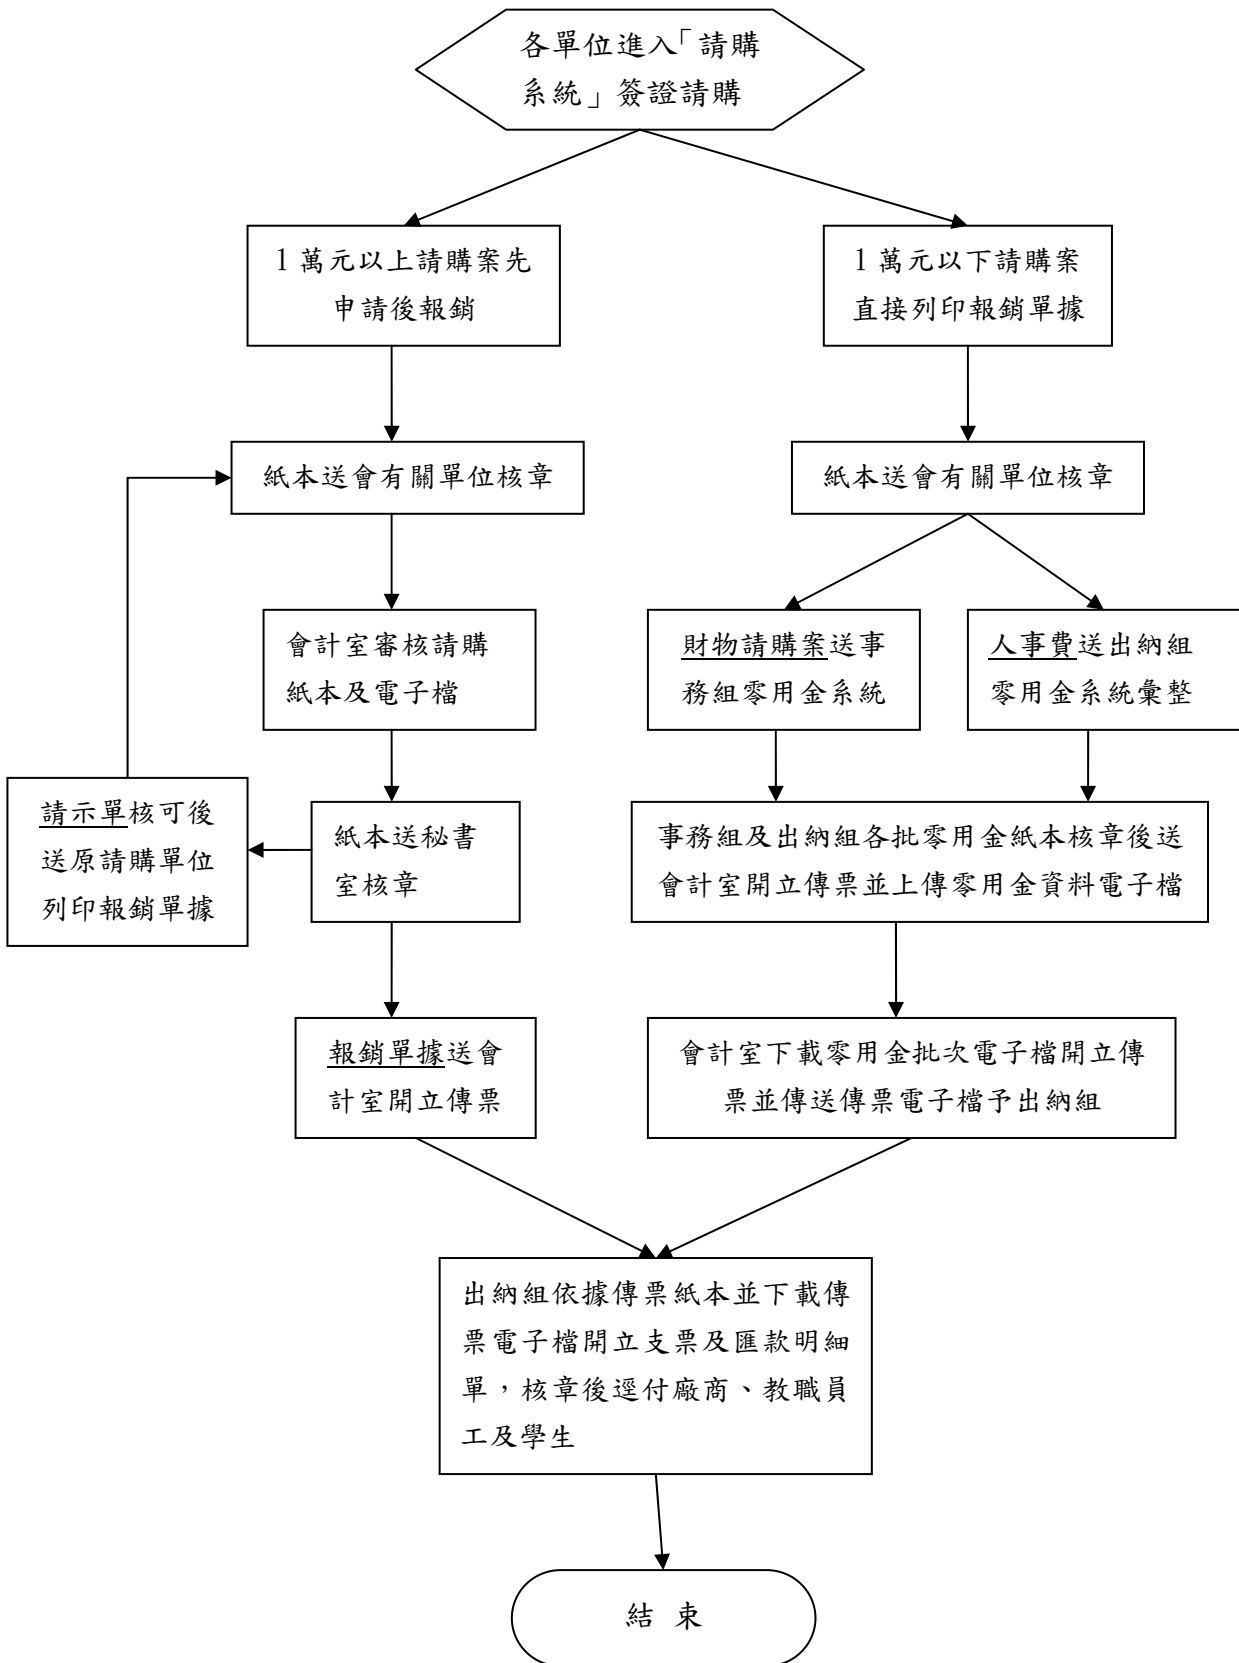 各單位進入「請購
系統」簽證請購
1 萬元以上請購案先
申請後報銷
1 萬元以下請購案
直接列印報銷單據
紙本送會有關單位核章
紙本送會有關單位核章
會計室審核請購
紙本及電子檔
財物請購案送事
務組零用金系統
人事費送出納組
零用金系統彙整
請示單核可後
送原請購單位
列印報銷單據
紙本送秘書
室核章
事務組及出納組各批零用金紙本核章後送
會計室開立傳票並上傳零用金資料電子檔
報銷單據送會
計室開立傳票
會計室下載零用金批次電子檔開立傳
票並傳送傳票電子檔予出納組
出納組依據傳票紙本並下載傳
票電子檔開立支票及匯款明細
單，核章後逕付廠商、教職員
工及學生
結 束